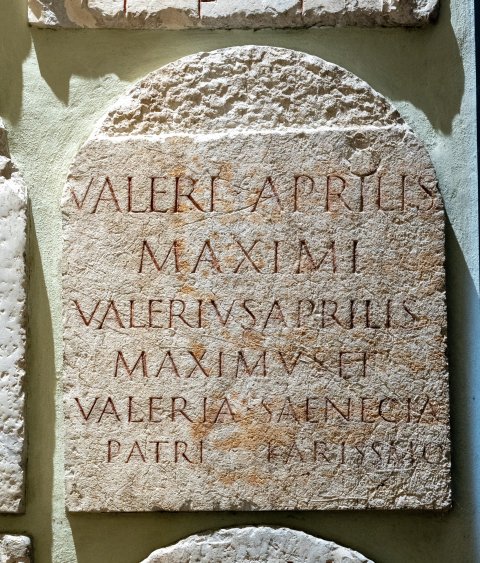 VALERI APRILIS
MAXIMI
VALERIVS APRILIS
MAXIMVS ET
VALERIA SAENECIA
PATRI KARISSIMO